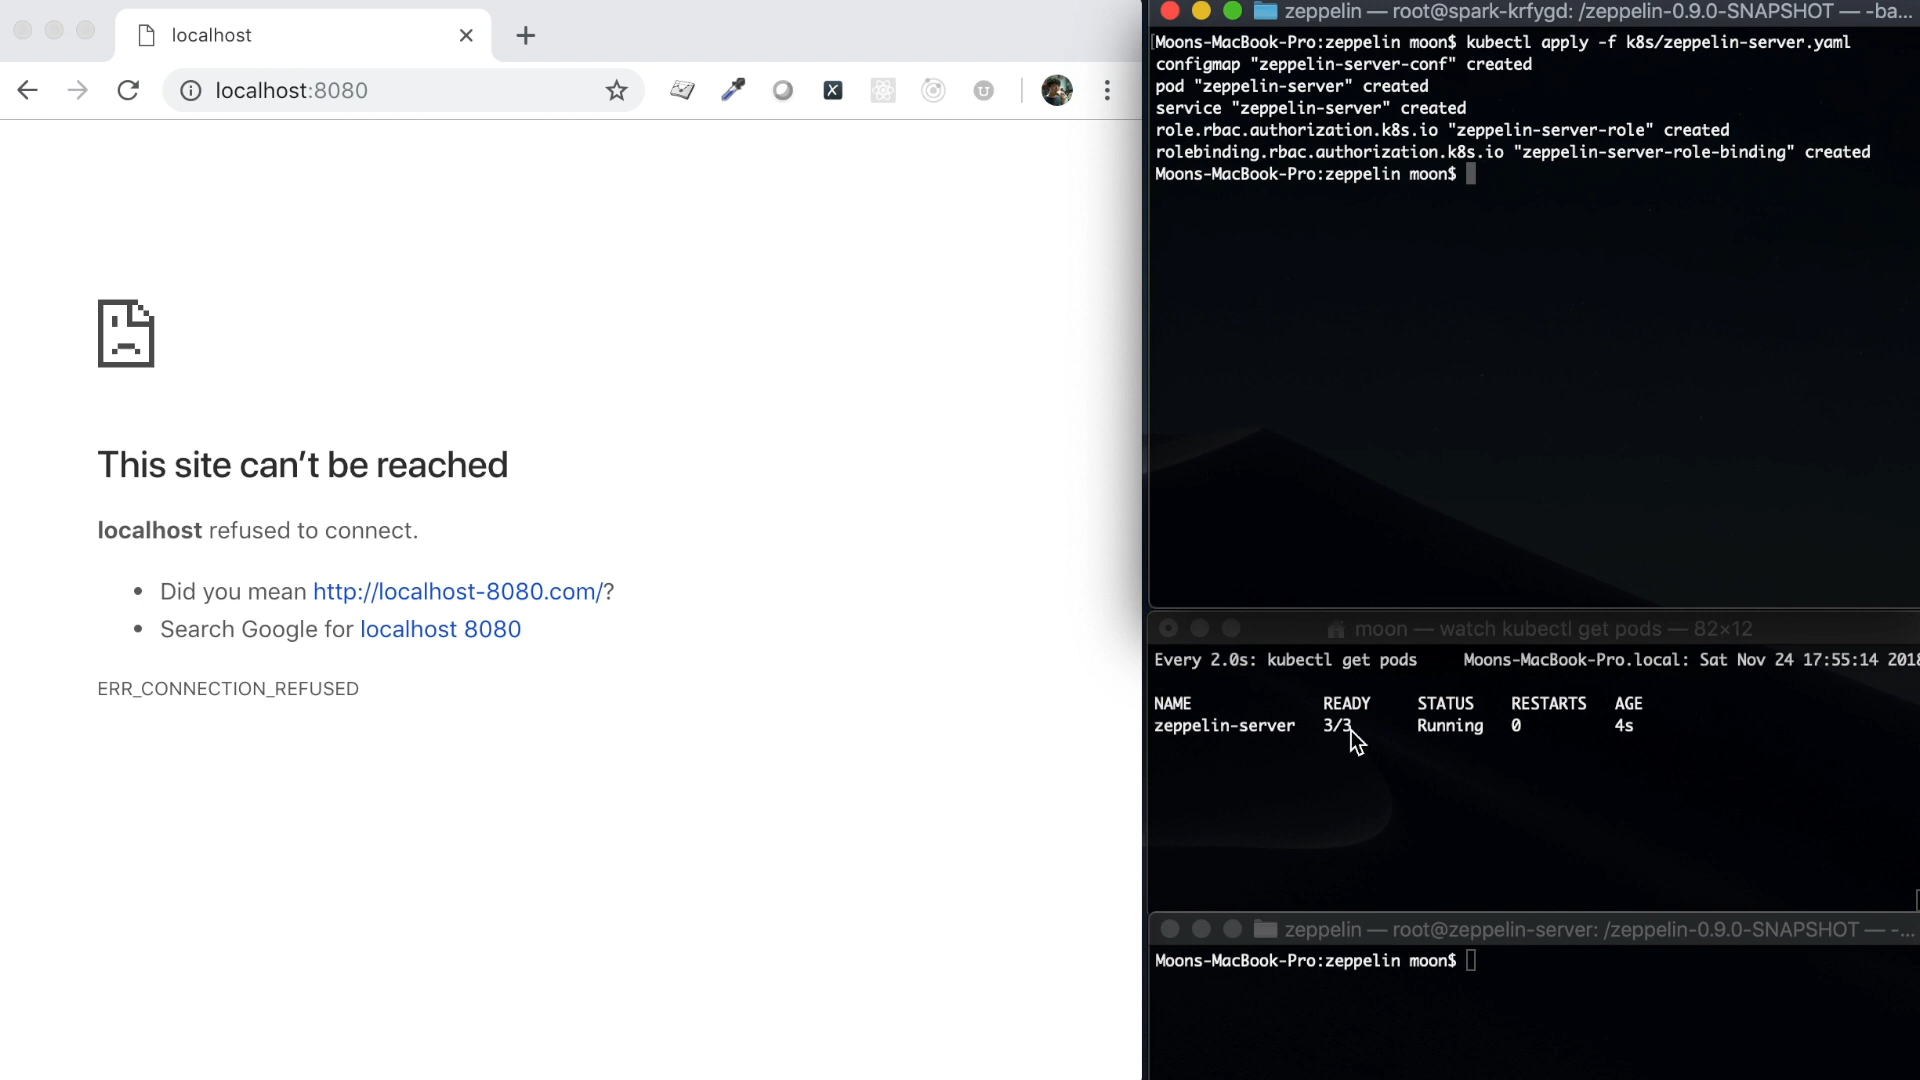 localhost
localhost:8080
This site can’t be reached
localhost refused to connect.
Did you mean http://localhost-8080.com/?
Search Google for localhost 8080
ERR_CONNECTION_REFUSED
zeppelin — root@spark-krfygd: /zeppelin-0.9.0-SNAPSHOT — -ba...
[Moons-MacBook-Pro:zeppelin moon$ kubectl apply -f k8s/zeppelin-server.yaml
configmap "zeppelin-server-conf" created
pod "zeppelin-server" created
service "zeppelin-server" created
role.rbac.authorization.k8s.io "zeppelin-server-role" created
rolebinding.rbac.authorization.k8s.io "zeppelin-server-role-binding" created
Moons-MacBook-Pro:zeppelin moon$
moon — watch kubectl get pods — 82×12
Every 2.0s: kubectl get pods Moons-MacBook-Pro.local: Sat Nov 24 17:55:14 2018
NAME READY STATUS RESTARTS AGE
zeppelin-server 3/3 Running 0 4s
zeppelin — root@zeppelin-server: /zeppelin-0.9.0-SNAPSHOT — -...
Moons-MacBook-Pro:zeppelin moon$